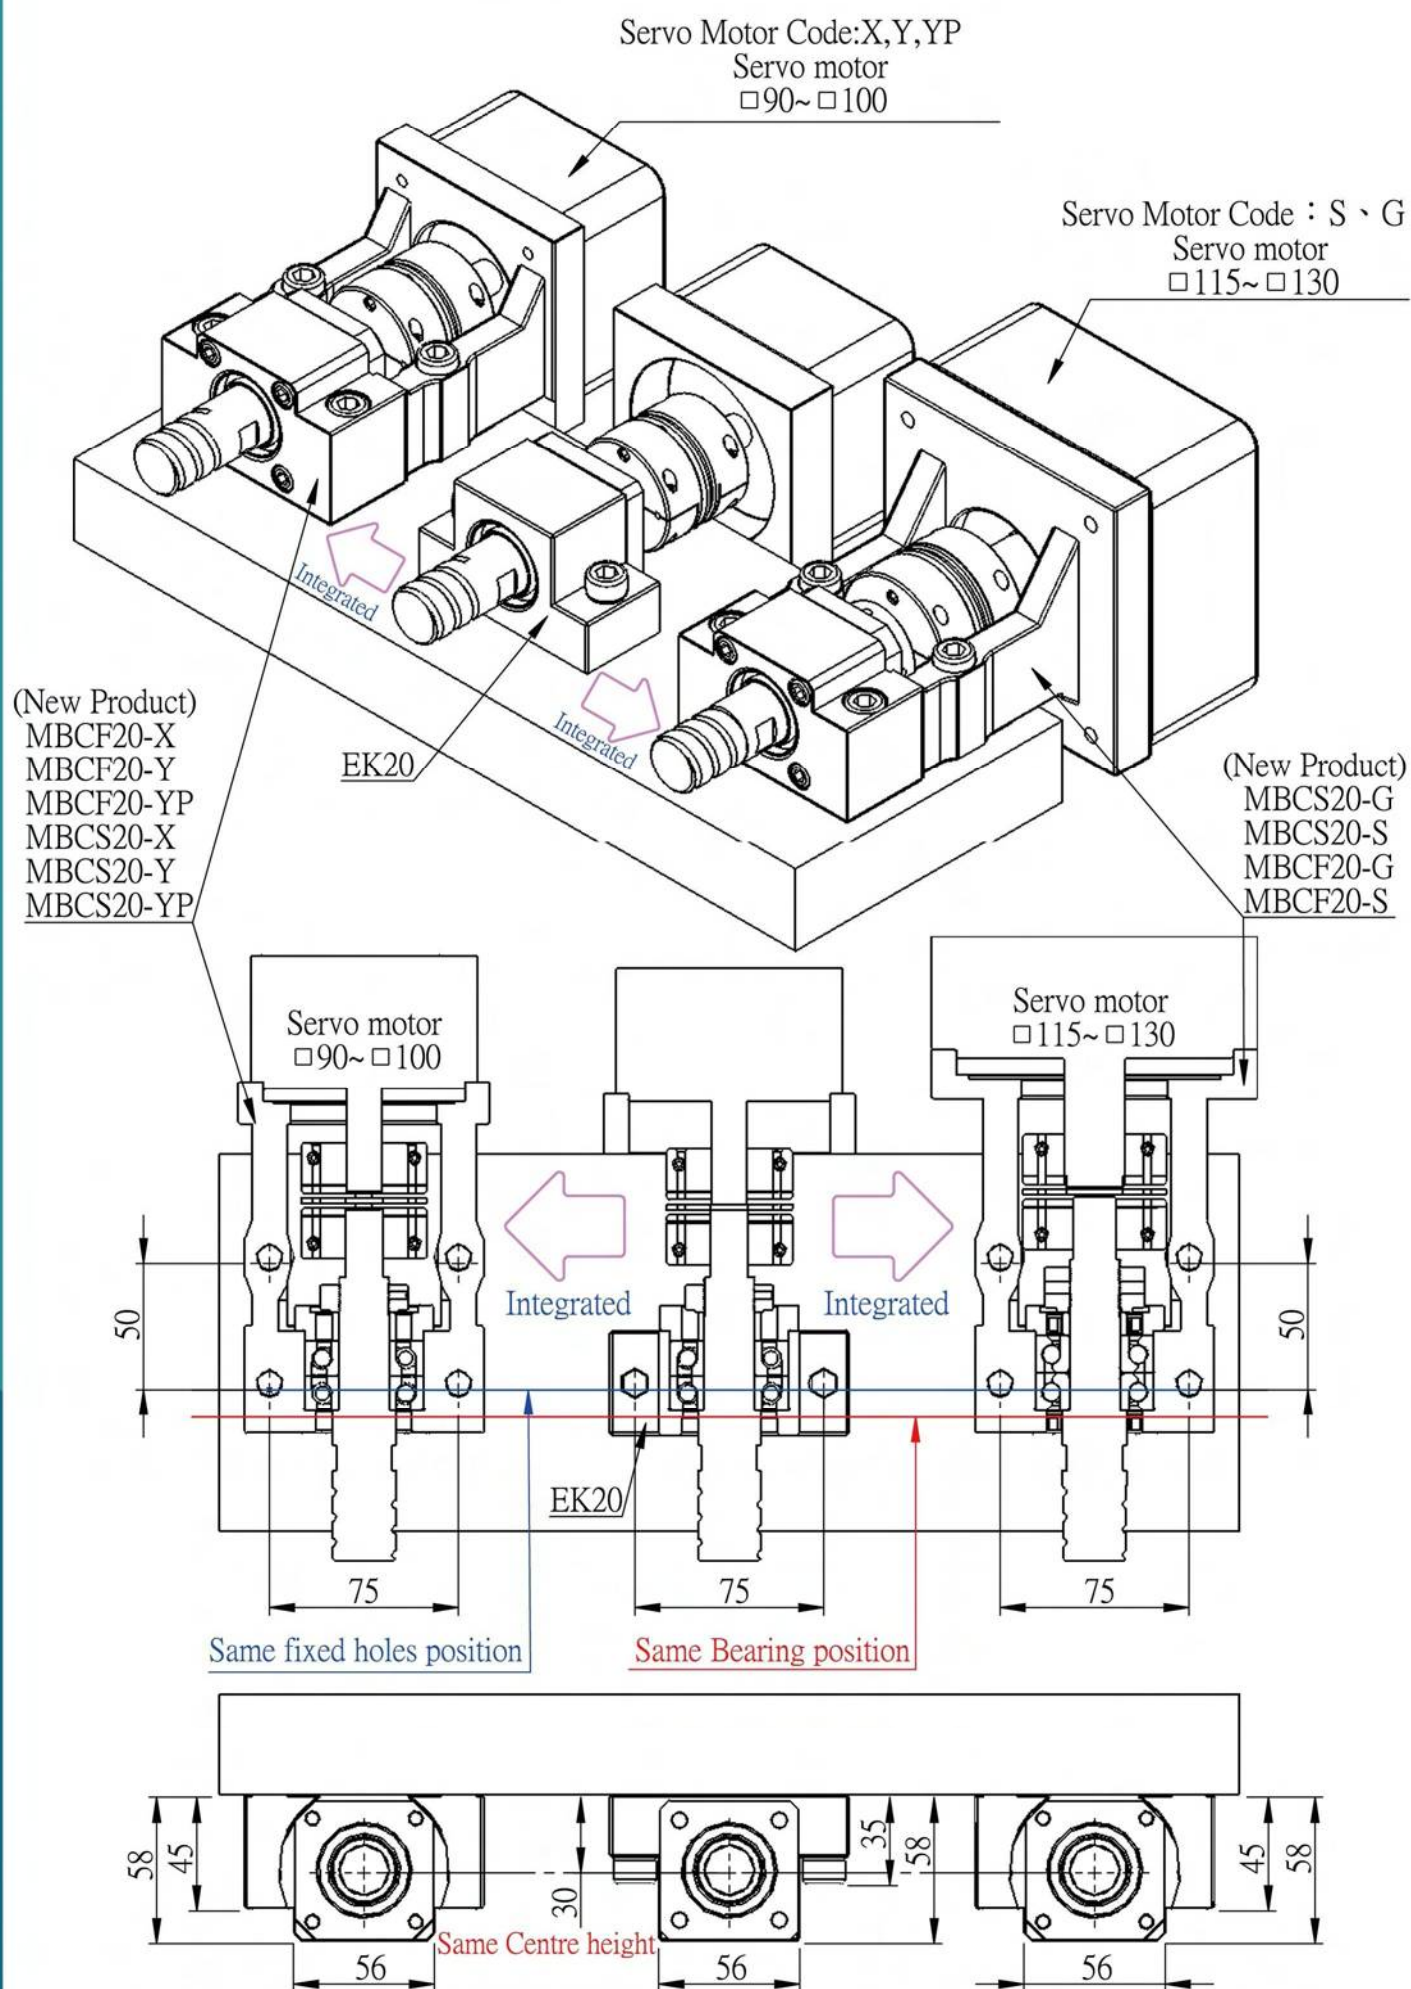 Servo Motor Code:X,Y,YP
Servo motor
□90~□100
Servo Motor Code：S、G
Servo motor
□115~□130
Integrated
Integrated
EK20
(New Product)
MBCF20-X
MBCF20-Y
MBCF20-YP
MBCS20-X
MBCS20-Y
MBCS20-YP
(New Product)
MBCS20-G
MBCS20-S
MBCF20-G
MBCF20-S
Servo motor
□90~□100
Servo motor
□115~□130
Integrated
Integrated
50
50
EK20
75
75
75
Same fixed holes position
Same Bearing position
58
45
30
35
58
45
58
Same Centre height
56
56
56